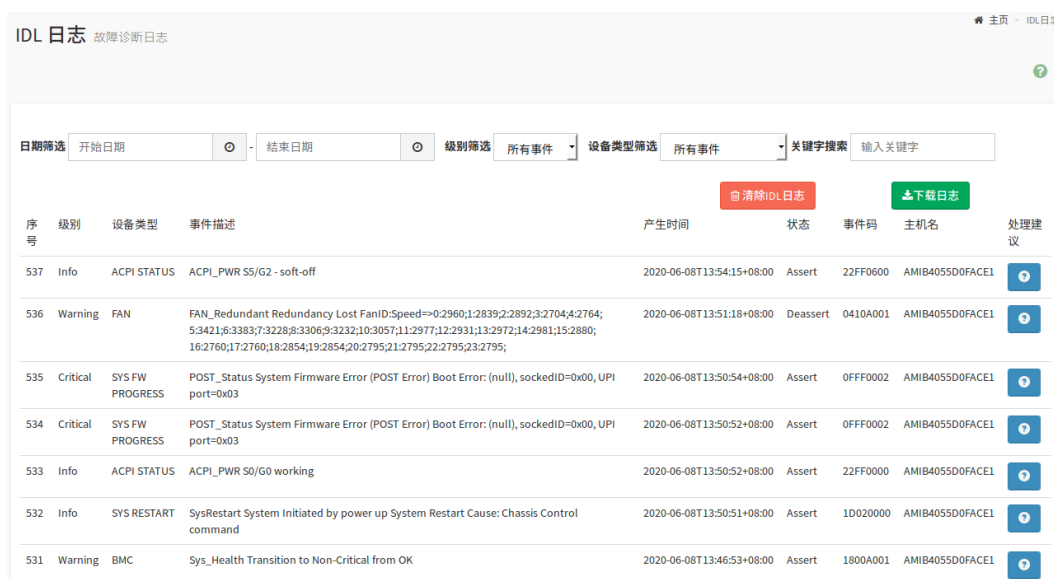 主页 > IDL日志
IDL 日志 故障诊断日志
日期筛选 开始日期 - 结束日期 级别筛选 所有事件 设备类型筛选 所有事件 关键字搜索 输入关键字
清除IDL日志 下载日志
序号 级别 设备类型 事件描述 产生时间 状态 事件码 主机名 处理建议
537 Info ACPI STATUS ACPI_PWR S5/G2 - soft-off 2020-06-08T13:54:15+08:00 Assert 22FF0600 AMIB4055D0FACE1
536 Warning FAN FAN_Redundant Redundancy Lost FanID:Speed=>0:2960;1:2839;2:2892;3:2704;4:2764; 2020-06-08T13:51:18+08:00 Deassert 0410A001 AMIB4055D0FACE1
5:3421;6:3383;7:3228;8:3306;9:3232;10:3057;11:2977;12:2931;13:2972;14:2981;15:2880;
16:2760;17:2760;18:2854;19:2854;20:2795;21:2795;22:2795;23:2795;
535 Critical SYS FW POST_Status System Firmware Error (POST Error) Boot Error: (null), sockedID=0x00, UPI 2020-06-08T13:50:54+08:00 Assert 0FFF0002 AMIB4055D0FACE1
PROGRESS port=0x03
534 Critical SYS FW POST_Status System Firmware Error (POST Error) Boot Error: (null), sockedID=0x00, UPI 2020-06-08T13:50:52+08:00 Assert 0FFF0002 AMIB4055D0FACE1
PROGRESS port=0x03
533 Info ACPI STATUS ACPI_PWR S0/G0 working 2020-06-08T13:50:52+08:00 Assert 22FF0000 AMIB4055D0FACE1
532 Info SYS RESTART SysRestart System Initiated by power up System Restart Cause: Chassis Control 2020-06-08T13:50:51+08:00 Assert 1D020000 AMIB4055D0FACE1
command
531 Warning BMC Sys_Health Transition to Non-Critical from OK 2020-06-08T13:46:53+08:00 Assert 1800A001 AMIB4055D0FACE1